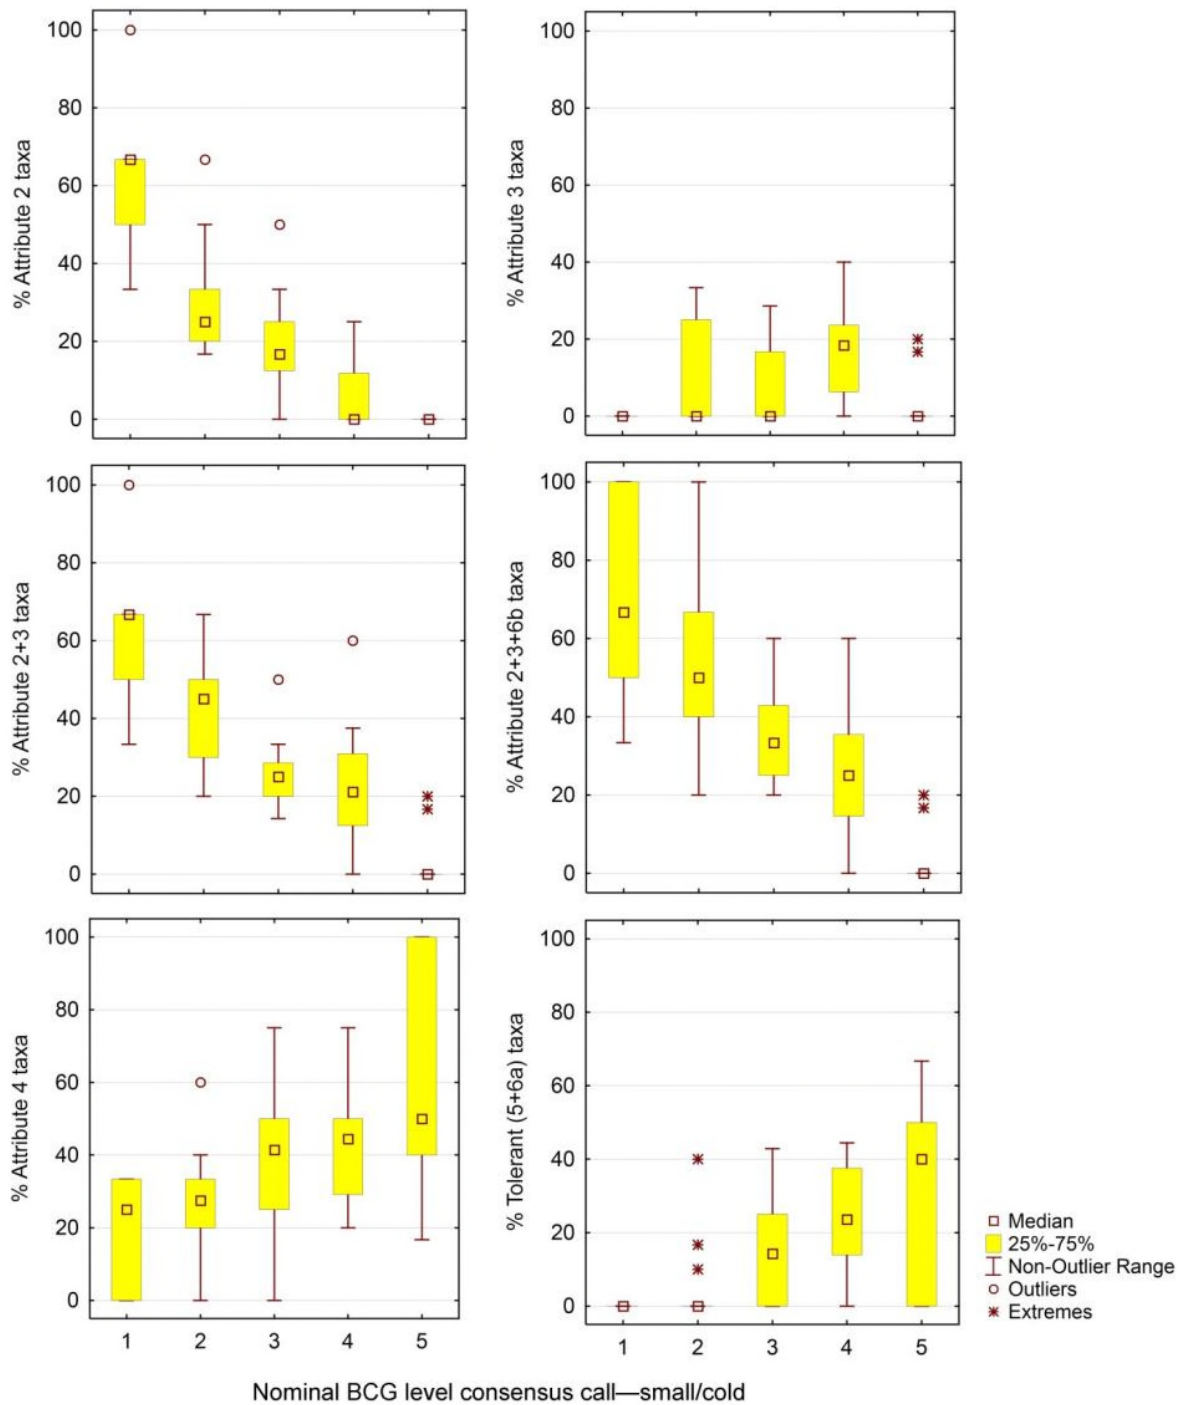 % Attribute 2 taxa
100
80
60
40
20
0
% Attribute 3 taxa
100
80
60
40
20
0
% Attribute 2+3 taxa
100
80
60
40
20
0
% Attribute 2+3+6b taxa
100
80
60
40
20
0
% Attribute 4 taxa
100
80
60
40
20
0
1 2 3 4 5
% Tolerant (5+6a) taxa
100
80
60
40
20
0
1 2 3 4 5
Median
25%-75%
Non-Outlier Range
Outliers
Extremes
Nominal BCG level consensus call—small/cold